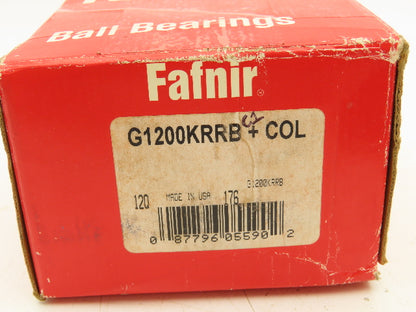 Ball Bearings
Fafnir
G1200KRRB + COL
G1200KRRB
120 MADE IN USA 176
0 87796 05590 2